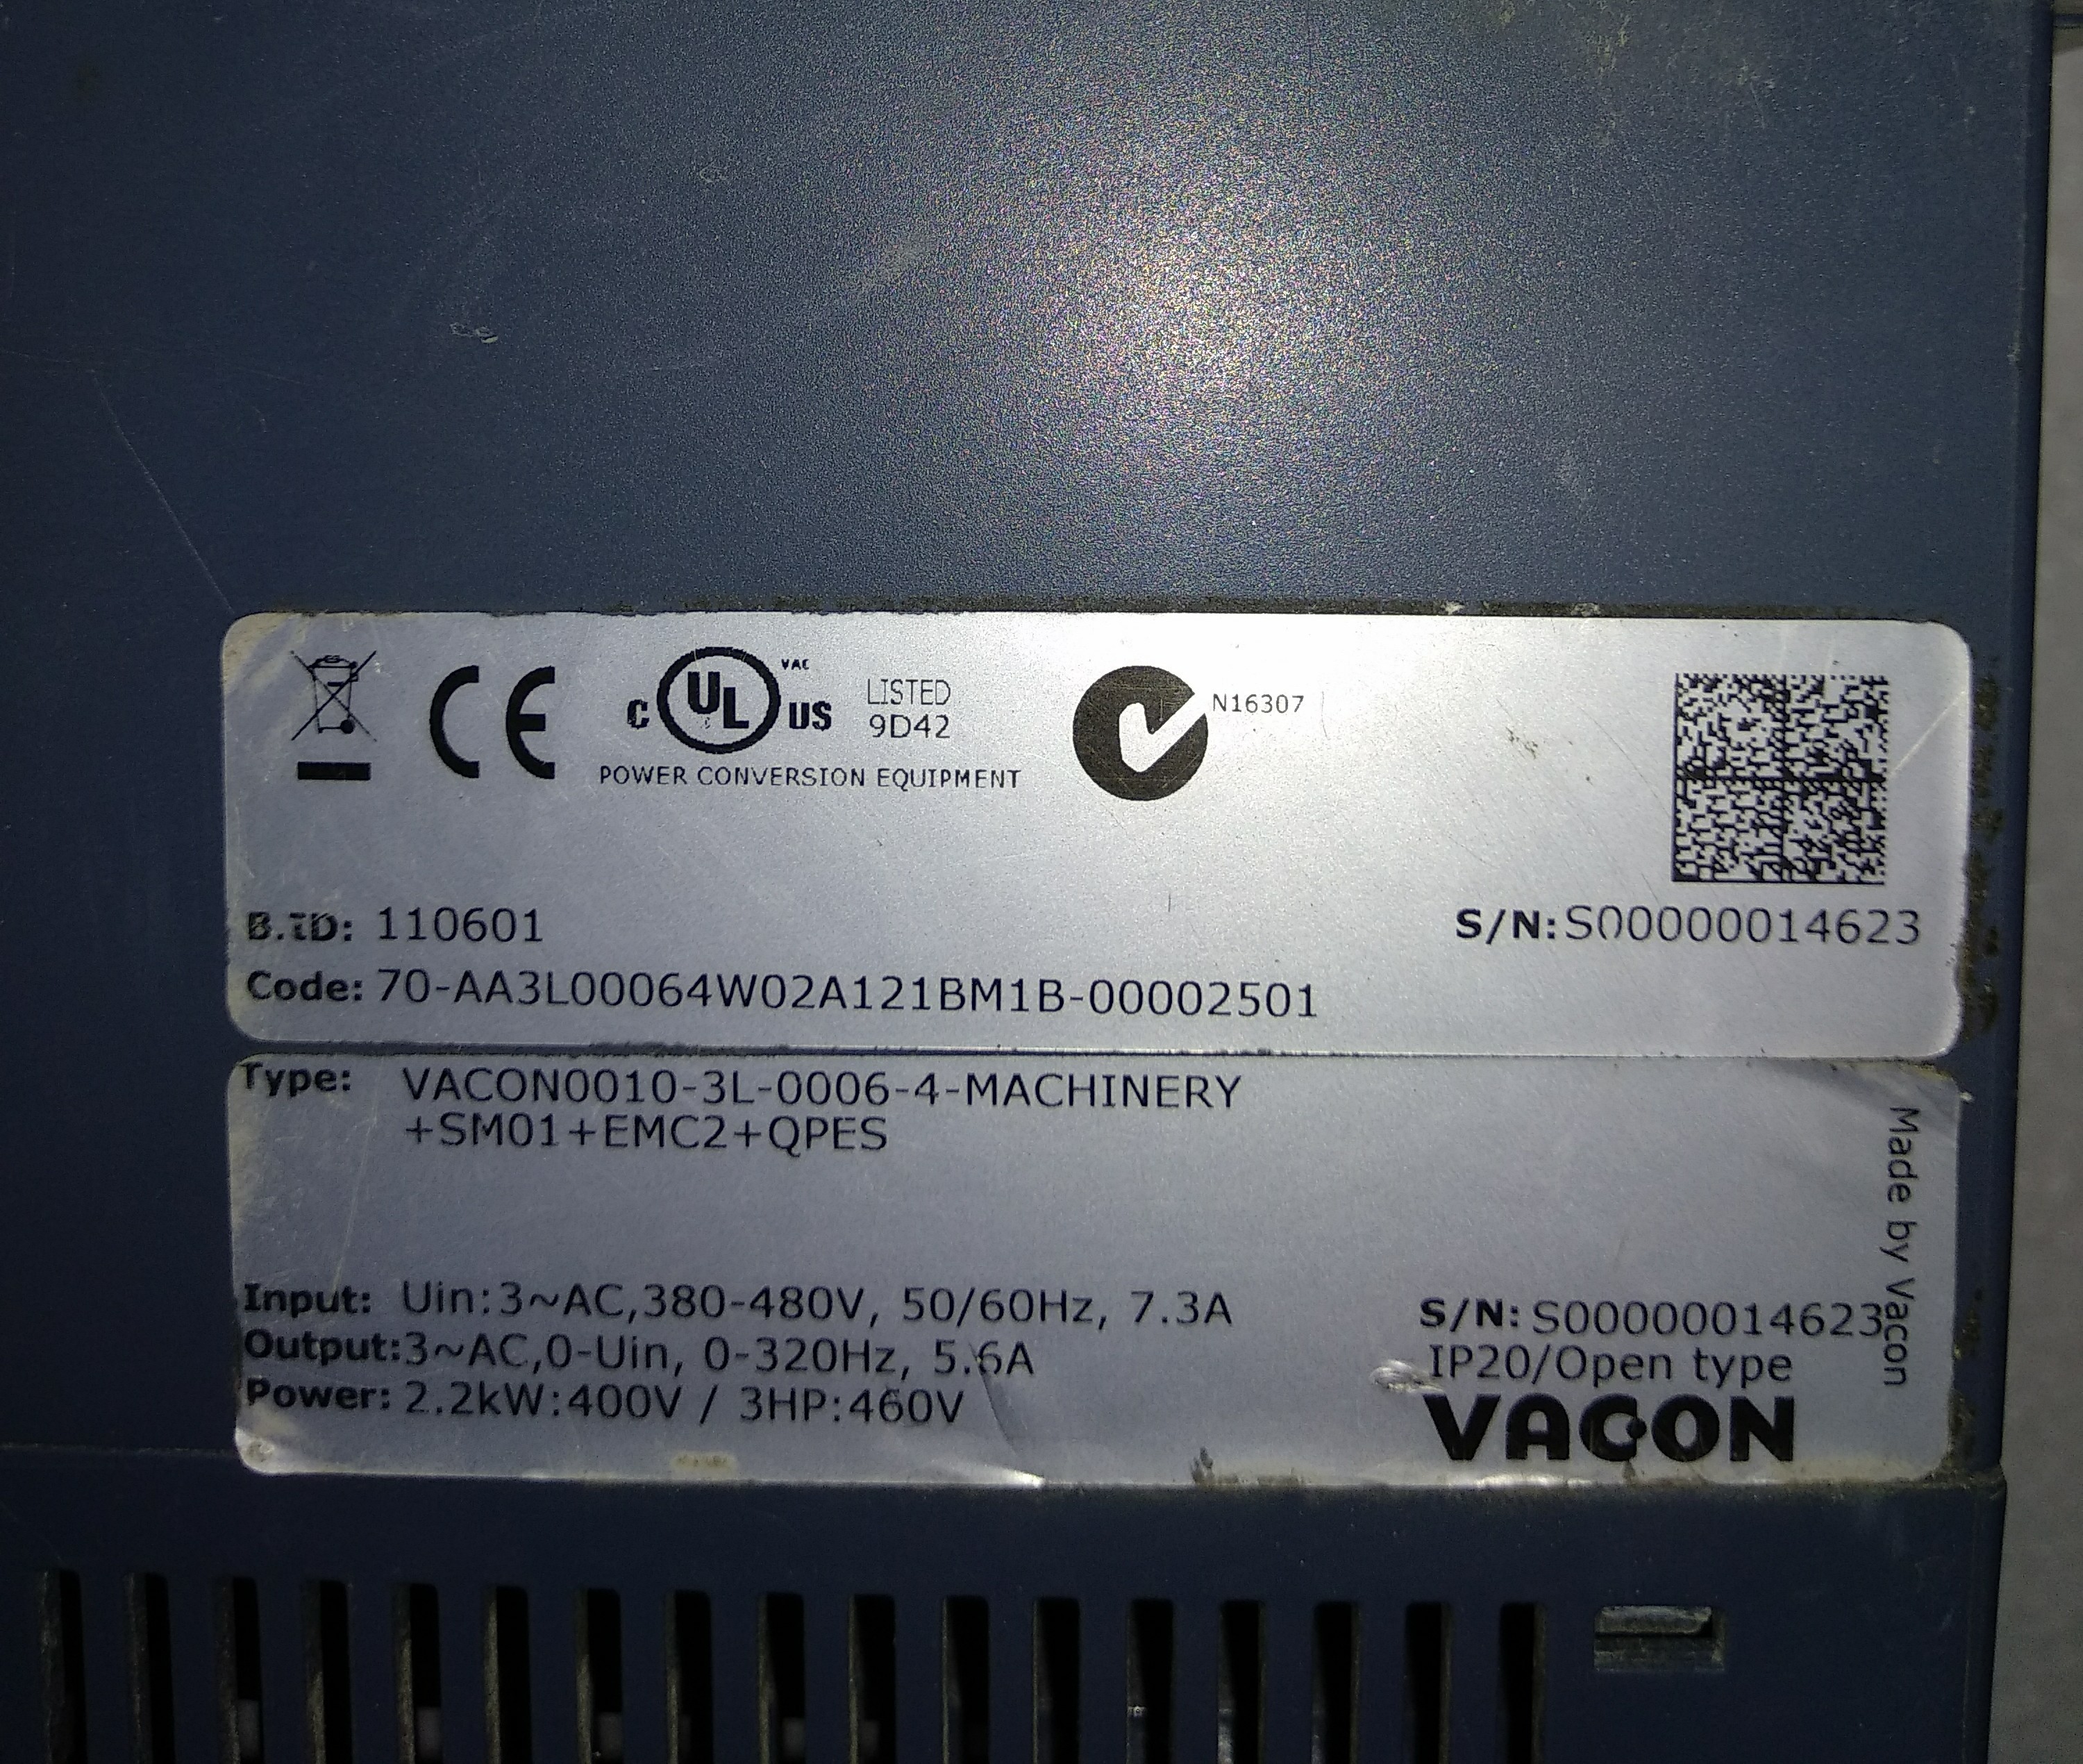 CE
C UL US VAC
LISTED
9D42
N16307
POWER CONVERSION EQUIPMENT
B.ID: 110601
S/N: S00000014623
Code: 70-AA3L00064W02A121BM1B-00002501
Type: VACON0010-3L-0006-4-MACHINERY
+SM01+EMC2+QPES
Made by Vacon
Input: Uin:3~AC,380-480V, 50/60Hz, 7.3A
Output:3~AC,0-Uin, 0-320Hz, 5.6A
Power: 2.2kW:400V / 3HP:460V
S/N: S00000014623
IP20/Open type
VACON